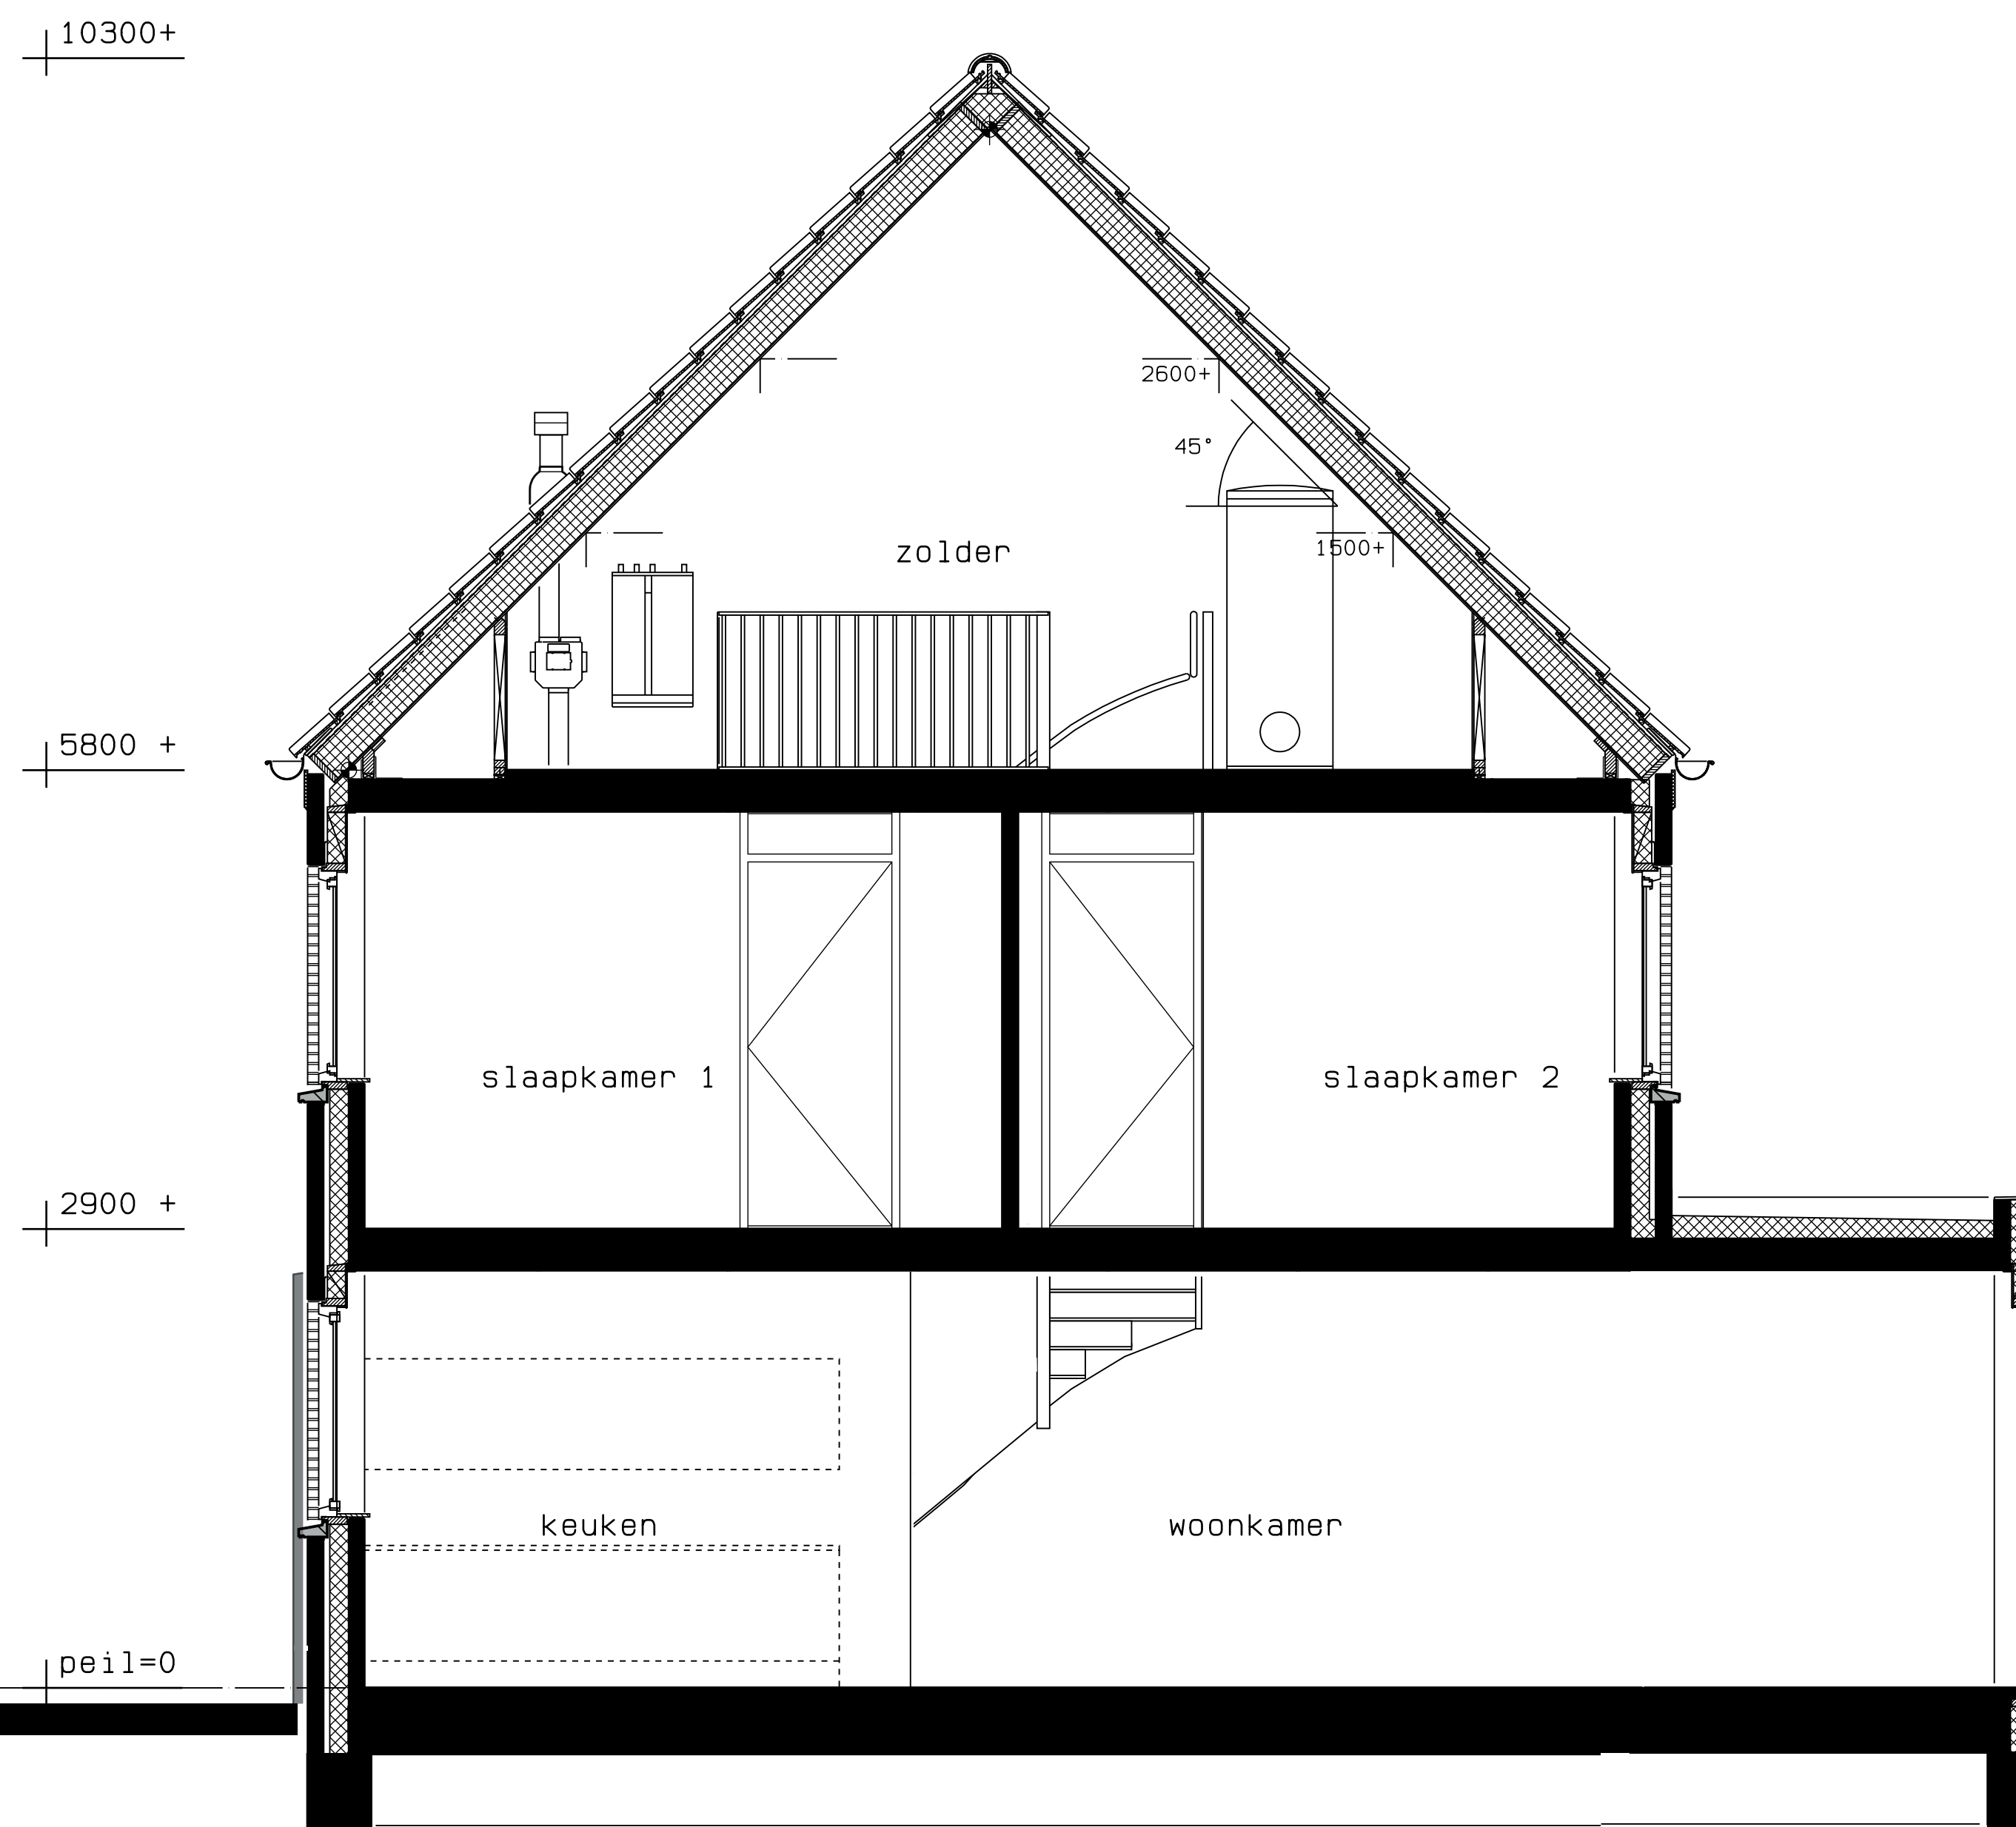 10300+
2600+
45°
zolder
1500+
5800 +
slaapkamer 1
slaapkamer 2
2900 +
keuken
woonkamer
peil=0